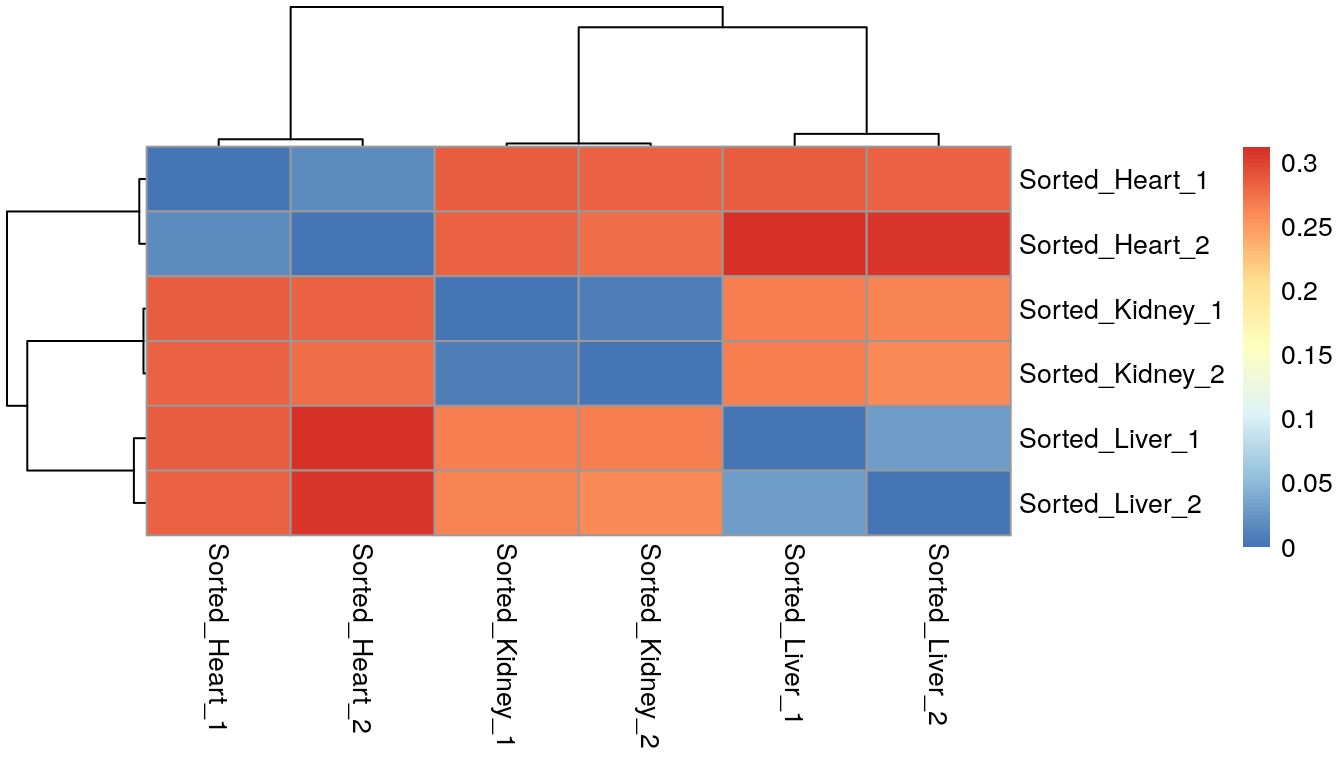 Sorted_Heart_1
Sorted_Heart_2
Sorted_Kidney_1
Sorted_Kidney_2
Sorted_Liver_1
Sorted_Liver_2
0.3
0.25
0.2
0.15
0.1
0.05
0
Sorted_Heart_1
Sorted_Heart_2
Sorted_Kidney_1
Sorted_Kidney_2
Sorted_Liver_1
Sorted_Liver_2